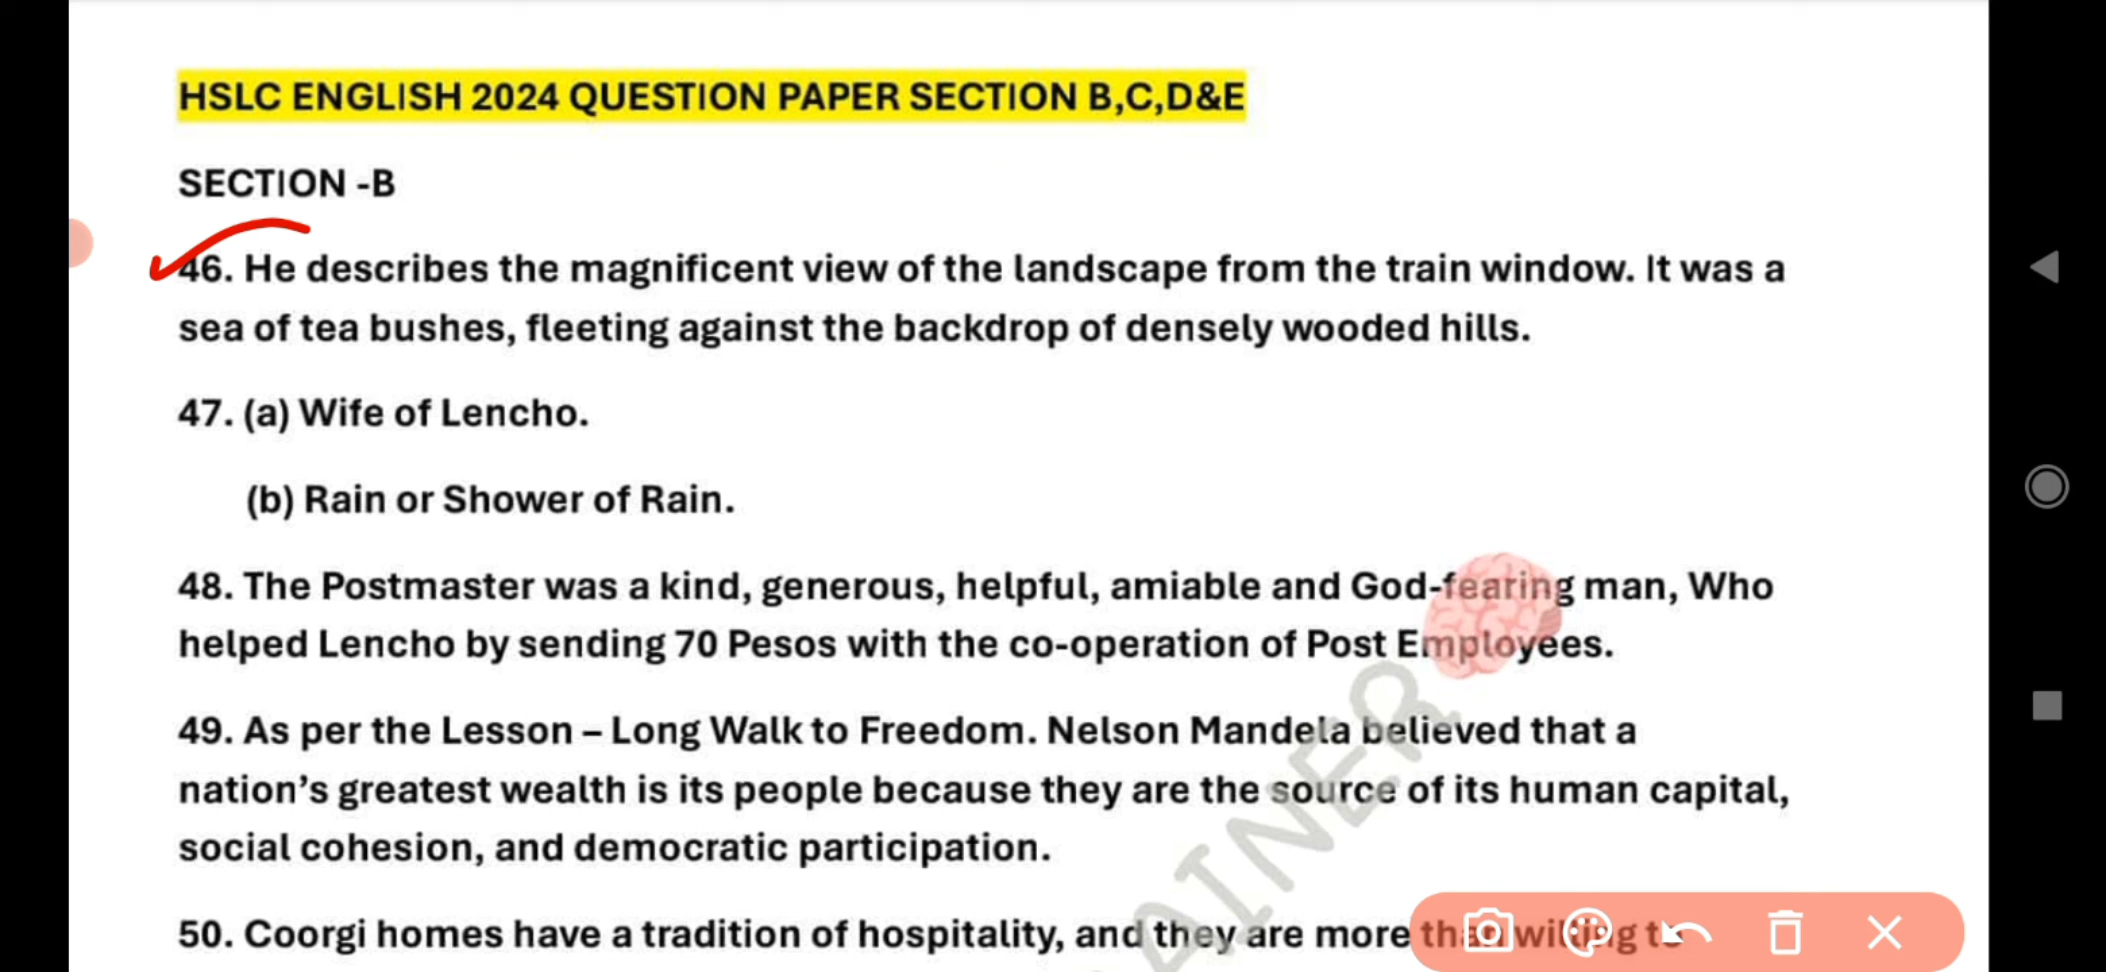 HSLC ENGLISH 2024 QUESTION PAPER SECTION B,C,D&E
SECTION -B
46. He describes the magnificent view of the landscape from the train window. It was a
sea of tea bushes, fleeting against the backdrop of densely wooded hills.
47. (a) Wife of Lencho.
(b) Rain or Shower of Rain.
48. The Postmaster was a kind, generous, helpful, amiable and God-fearing man, Who
helped Lencho by sending 70 Pesos with the co-operation of Post Employees.
49. As per the Lesson – Long Walk to Freedom. Nelson Mandela believed that a
nation's greatest wealth is its people because they are the source of its human capital,
social cohesion, and democratic participation.
50. Coorgi homes have a tradition of hospitality, and they are more than willing to
AINER